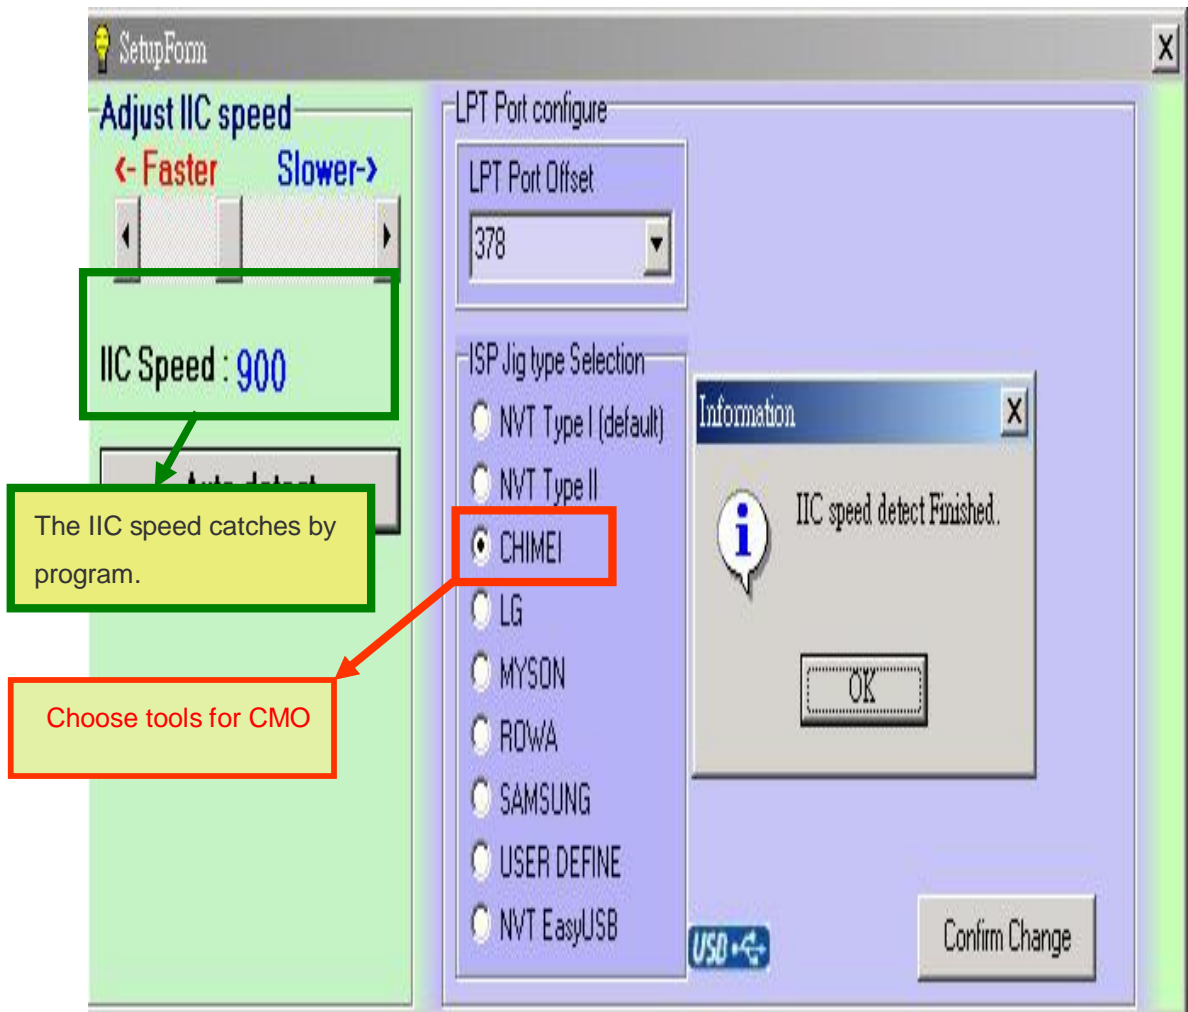 SetupForm
Adjust IIC speed
<- Faster Slower->
IIC Speed : 900
Auto detect
The IIC speed catches by
program.
Choose tools for CMO
LPT Port configure
LPT Port Offset
378
ISP Jig type Selection
NVT Type I (default)
NVT Type II
CHIMEI
LG
MYSON
ROWA
SAMSUNG
USER DEFINE
NVT EasyUSB
Information
IIC speed detect Finished.
OK
USB
Confirm Change